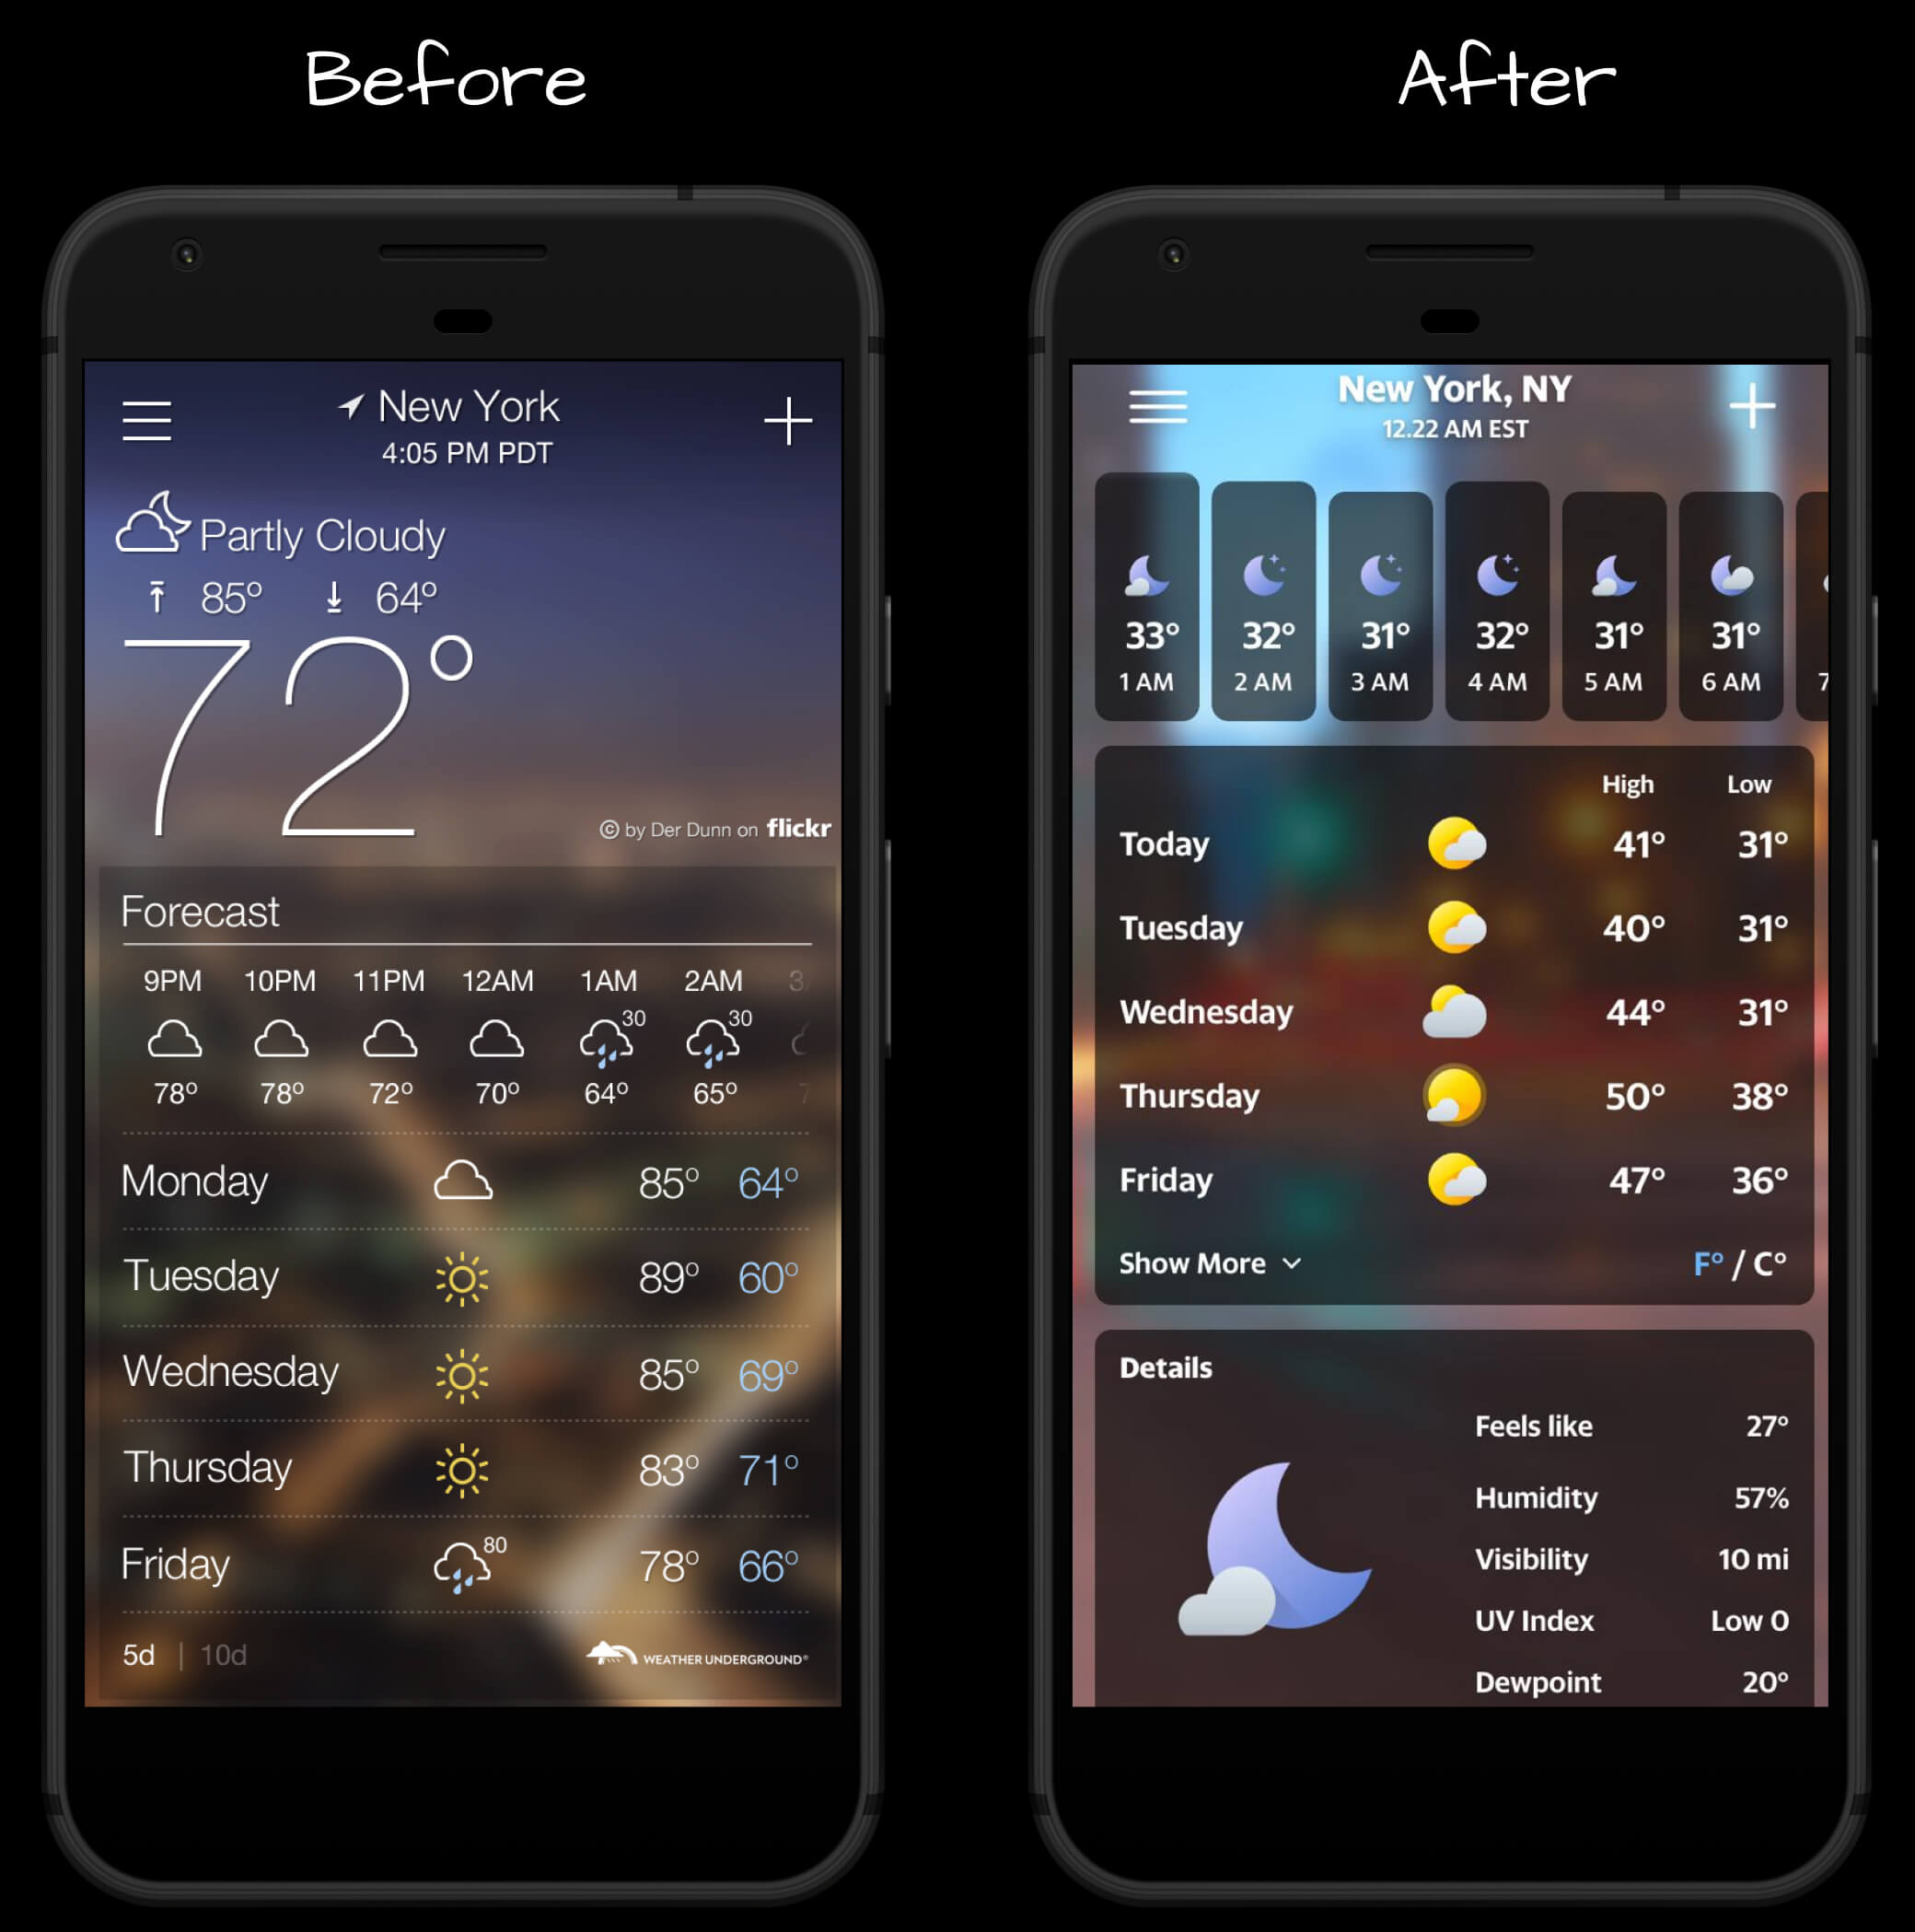 Before
After
New York
4:05 PM PDT
Partly Cloudy
85° 64°
72°
© by Der Dunn on flickr
Forecast
9PM 10PM 11PM 12AM 1AM 2AM 3
30 30
78° 78° 72° 70° 64° 65° 7
Monday 85° 64°
Tuesday 89° 60°
Wednesday 85° 69°
Thursday 83° 71°
Friday 80 78° 66°
5d | 10d WEATHER UNDERGROUND®
New York, NY
12.22 AM EST
33° 32° 31° 32° 31° 31°
1 AM 2 AM 3 AM 4 AM 5 AM 6 AM 7
High Low
Today 41° 31°
Tuesday 40° 31°
Wednesday 44° 31°
Thursday 50° 38°
Friday 47° 36°
Show More F° / C°
Details
Feels like 27°
Humidity 57%
Visibility 10 mi
UV Index Low 0
Dewpoint 20°